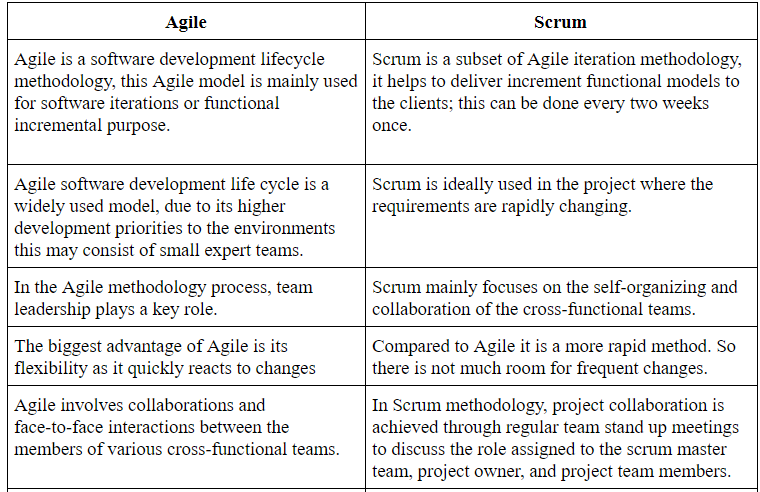 Agile
Scrum
Agile is a software development lifecycle
methodology, this Agile model is mainly used
for software iterations or functional
incremental purpose.
Scrum is a subset of Agile iteration methodology,
it helps to deliver increment functional models to
the clients; this can be done every two weeks
once.
Agile software development life cycle is a
widely used model, due to its higher
development priorities to the environments
this may consist of small expert teams.
Scrum is ideally used in the project where the
requirements are rapidly changing.
In the Agile methodology process, team
leadership plays a key role.
Scrum mainly focuses on the self-organizing and
collaboration of the cross-functional teams.
The biggest advantage of Agile is its
flexibility as it quickly reacts to changes
Compared to Agile it is a more rapid method. So
there is not much room for frequent changes.
Agile involves collaborations and
face-to-face interactions between the
members of various cross-functional teams.
In Scrum methodology, project collaboration is
achieved through regular team stand up meetings
to discuss the role assigned to the scrum master
team, project owner, and project team members.